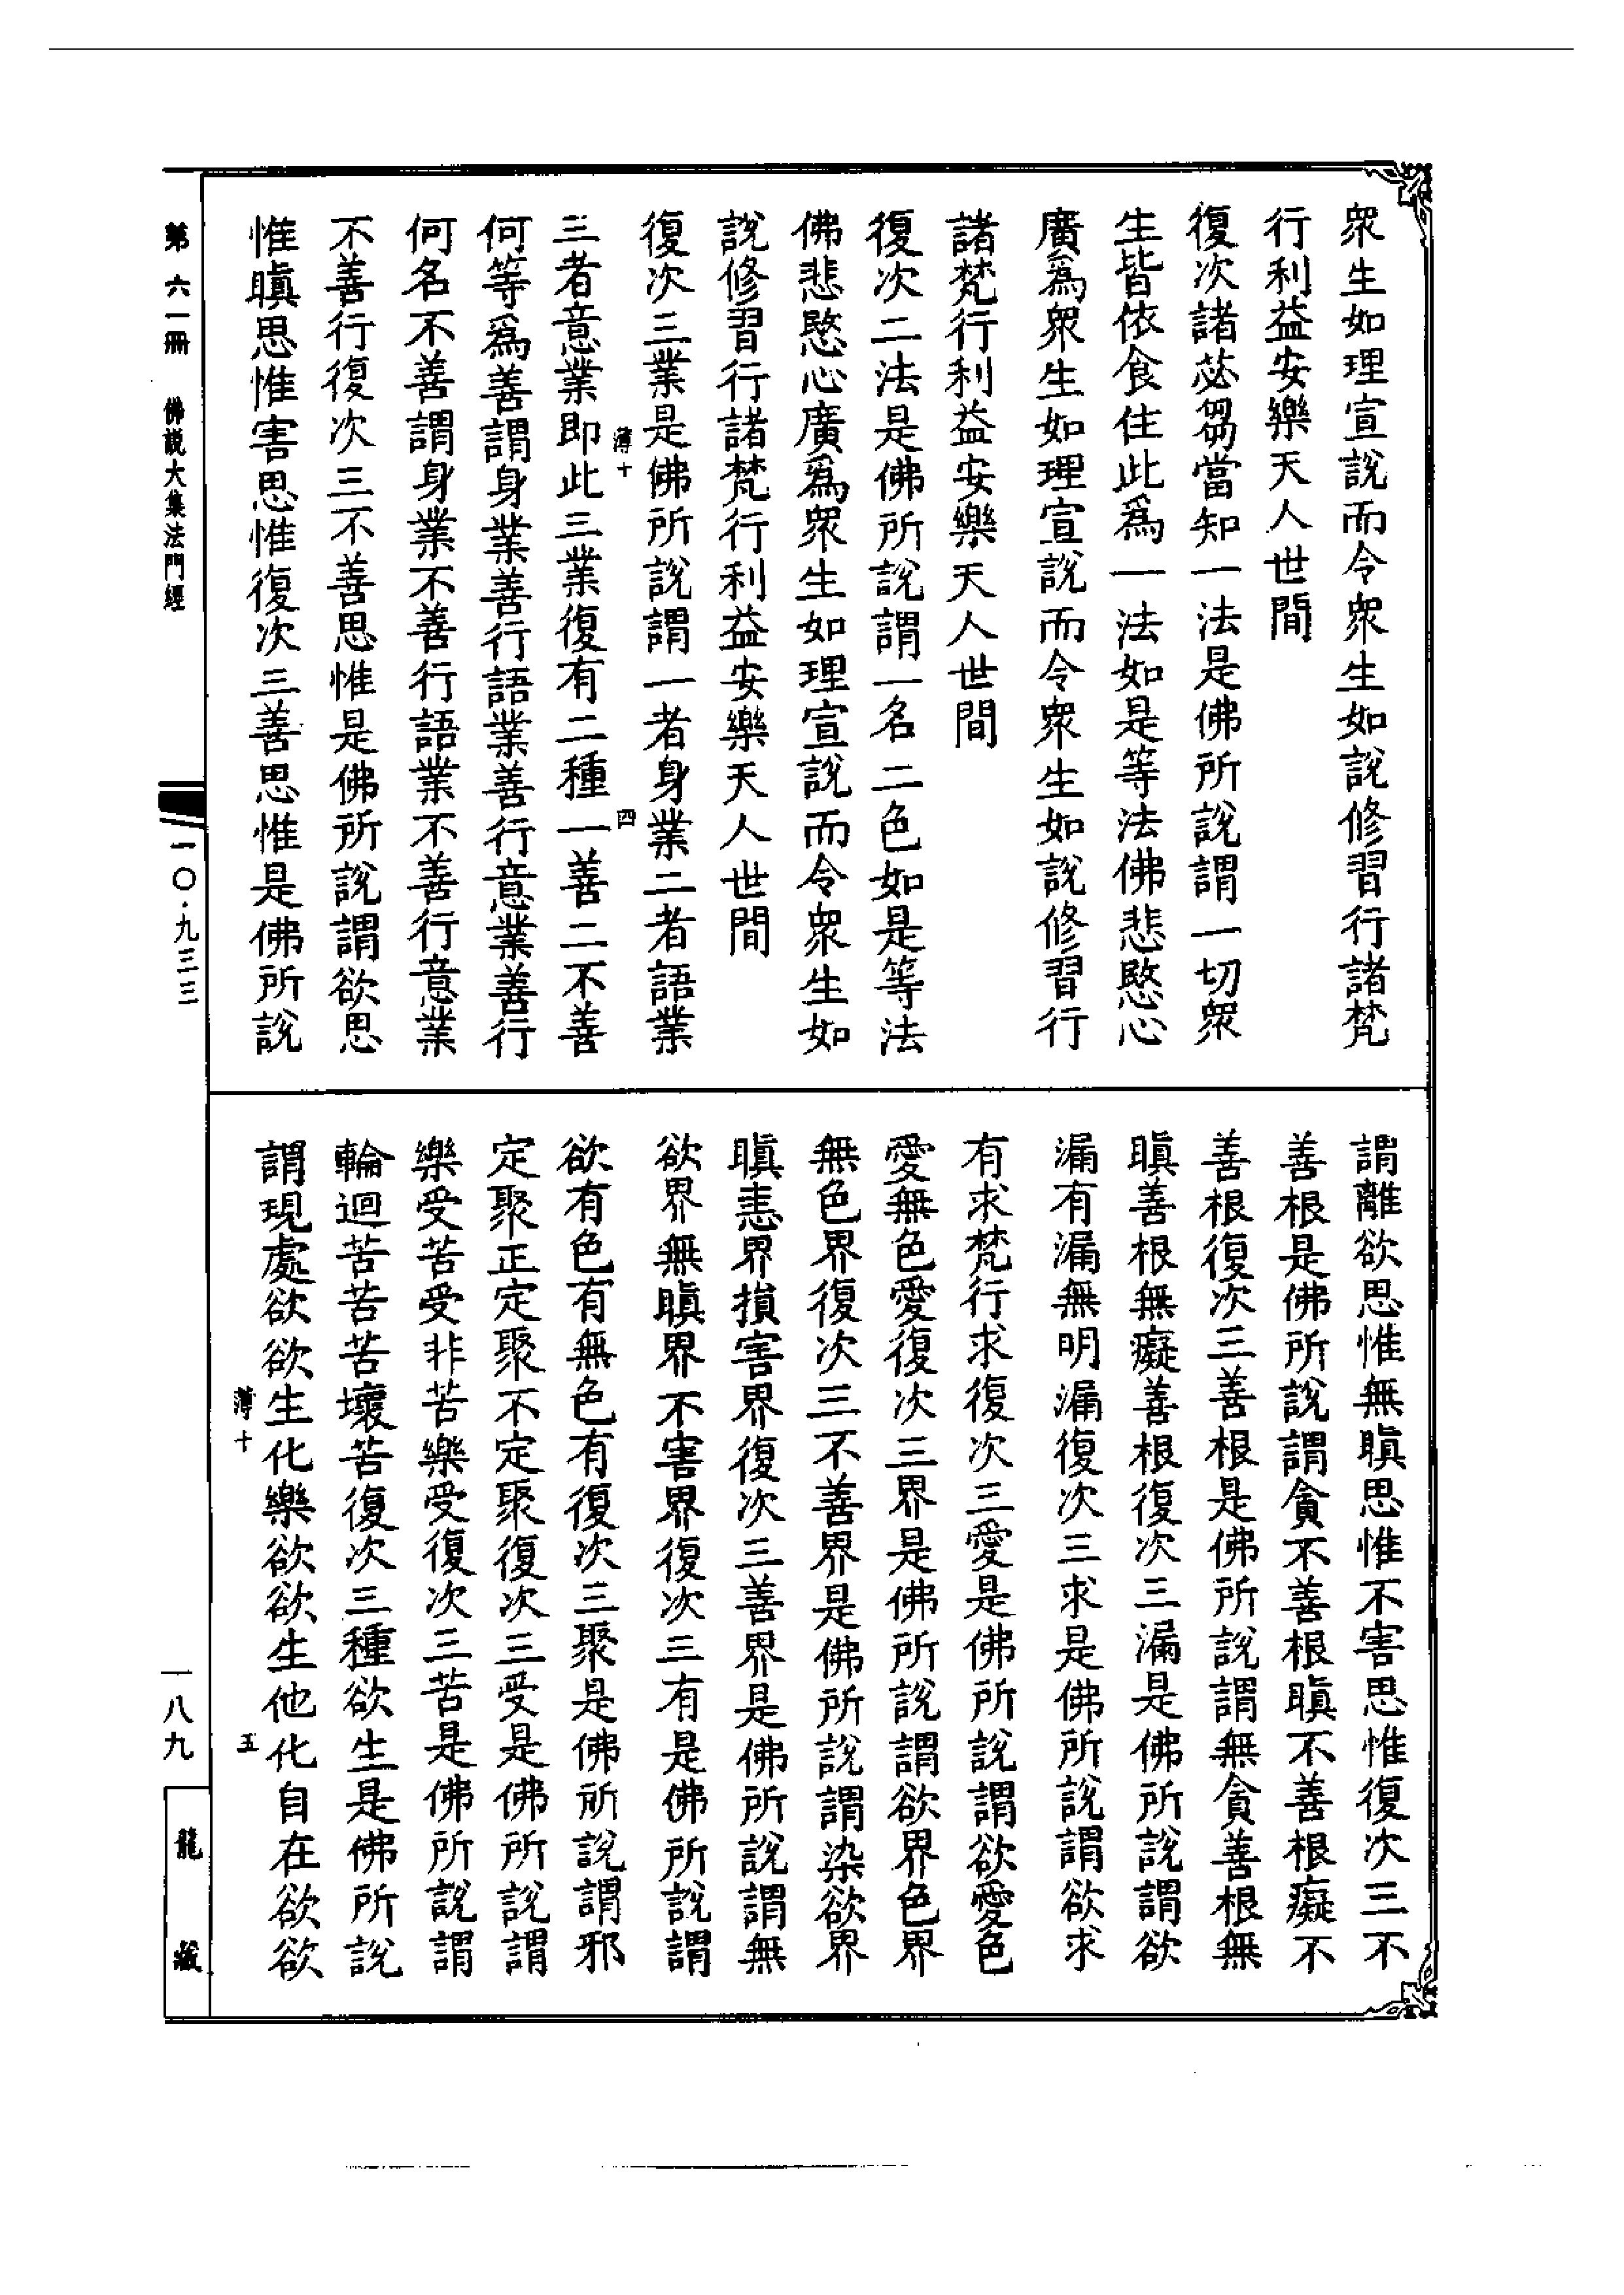 眾生如理宣說而令眾生如說修習行諸梵
行利益安樂天人世間
復次諸苾芻當知一法是佛所說謂一切眾
生皆依食住此爲一法如是等法佛悲愍心
廣爲眾生如理宣說而令眾生如說修習行
諸梵行利益安樂天人世間
復次二法是佛所說謂一名二色如是等法
佛悲愍心廣爲眾生如理宣說而令眾生如
說修習行諸梵行利益安樂天人世間
復次三業是佛所說謂一者身業二者語業
薄十 四
三者意業即此三業復有二種一善二不善
何等爲善謂身業善行語業善行意業善行
何名不善謂身業不善行語業不善行意業
不善行復次三不善思惟是佛所說謂欲思
惟瞋思惟害思惟復次三善思惟是佛所說
謂離欲思惟無瞋思惟不害思惟復次三不
善根是佛所說謂貪不善根瞋不善根癡不
善根復次三善根是佛所說謂無貪善根無
瞋善根無癡善根復次三漏是佛所說謂欲
漏有漏無明漏復次三求是佛所說謂欲求
有求梵行求復次三愛是佛所說謂欲愛色
愛無色愛復次三界是佛所說謂欲界色界
無色界復次三不善界是佛所說謂染欲界
瞋恚界損害界復次三善界是佛所說謂無
欲界無瞋界不害界復次三有是佛所說謂
欲有色有無色有復次三聚是佛所說謂邪
定聚正定聚不定聚復次三受是佛所說謂
樂受苦受非苦樂受復次三苦是佛所說謂
輪迴苦苦苦壞苦復次三種欲生是佛所說
謂現處欲欲生化樂欲欲生他化自在欲欲
薄十 五
第六一冊 佛說大集法門經
一〇·九三三
一八九
龍藏